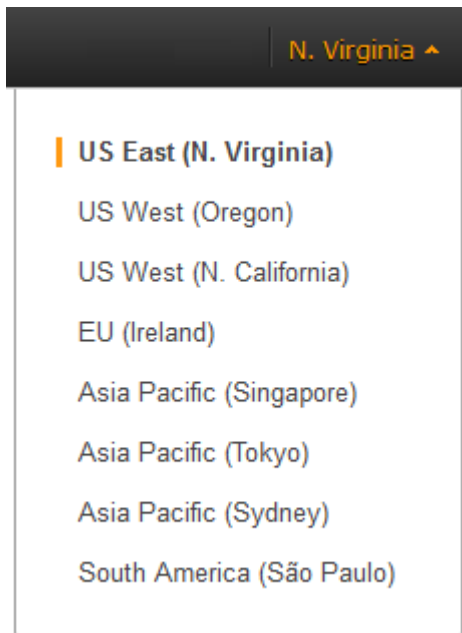 N. Virginia
US East (N. Virginia)
US West (Oregon)
US West (N. California)
EU (Ireland)
Asia Pacific (Singapore)
Asia Pacific (Tokyo)
Asia Pacific (Sydney)
South America (São Paulo)